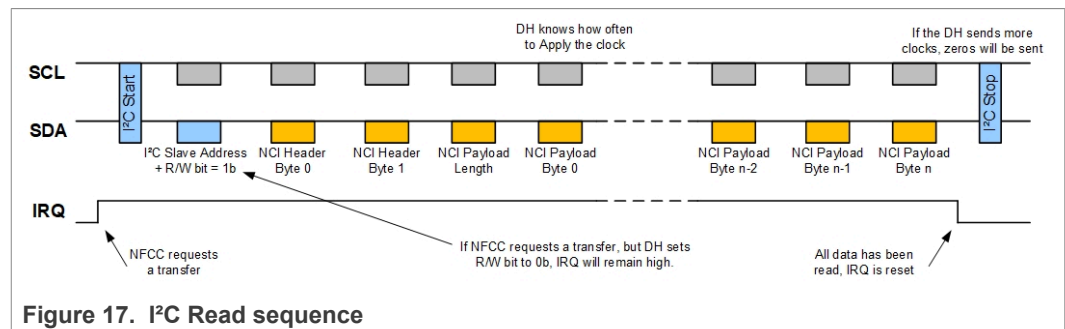 DH knows how often
to Apply the clock
If the DH sends more
clocks, zeros will be sent
SCL
I²C Start
I²C Stop
SDA
I²C Slave Address
+ R/W bit = 1b
NCI Header
Byte 0
NCI Header
Byte 1
NCI Payload
Length
NCI Payload
Byte 0
NCI Payload
Byte n-2
NCI Payload
Byte n-1
NCI Payload
Byte n
IRQ
NFCC requests
a transfer
If NFCC requests a transfer, but DH sets
R/W bit to 0b, IRQ will remain high.
All data has been
read, IRQ is reset
Figure 17. I²C Read sequence